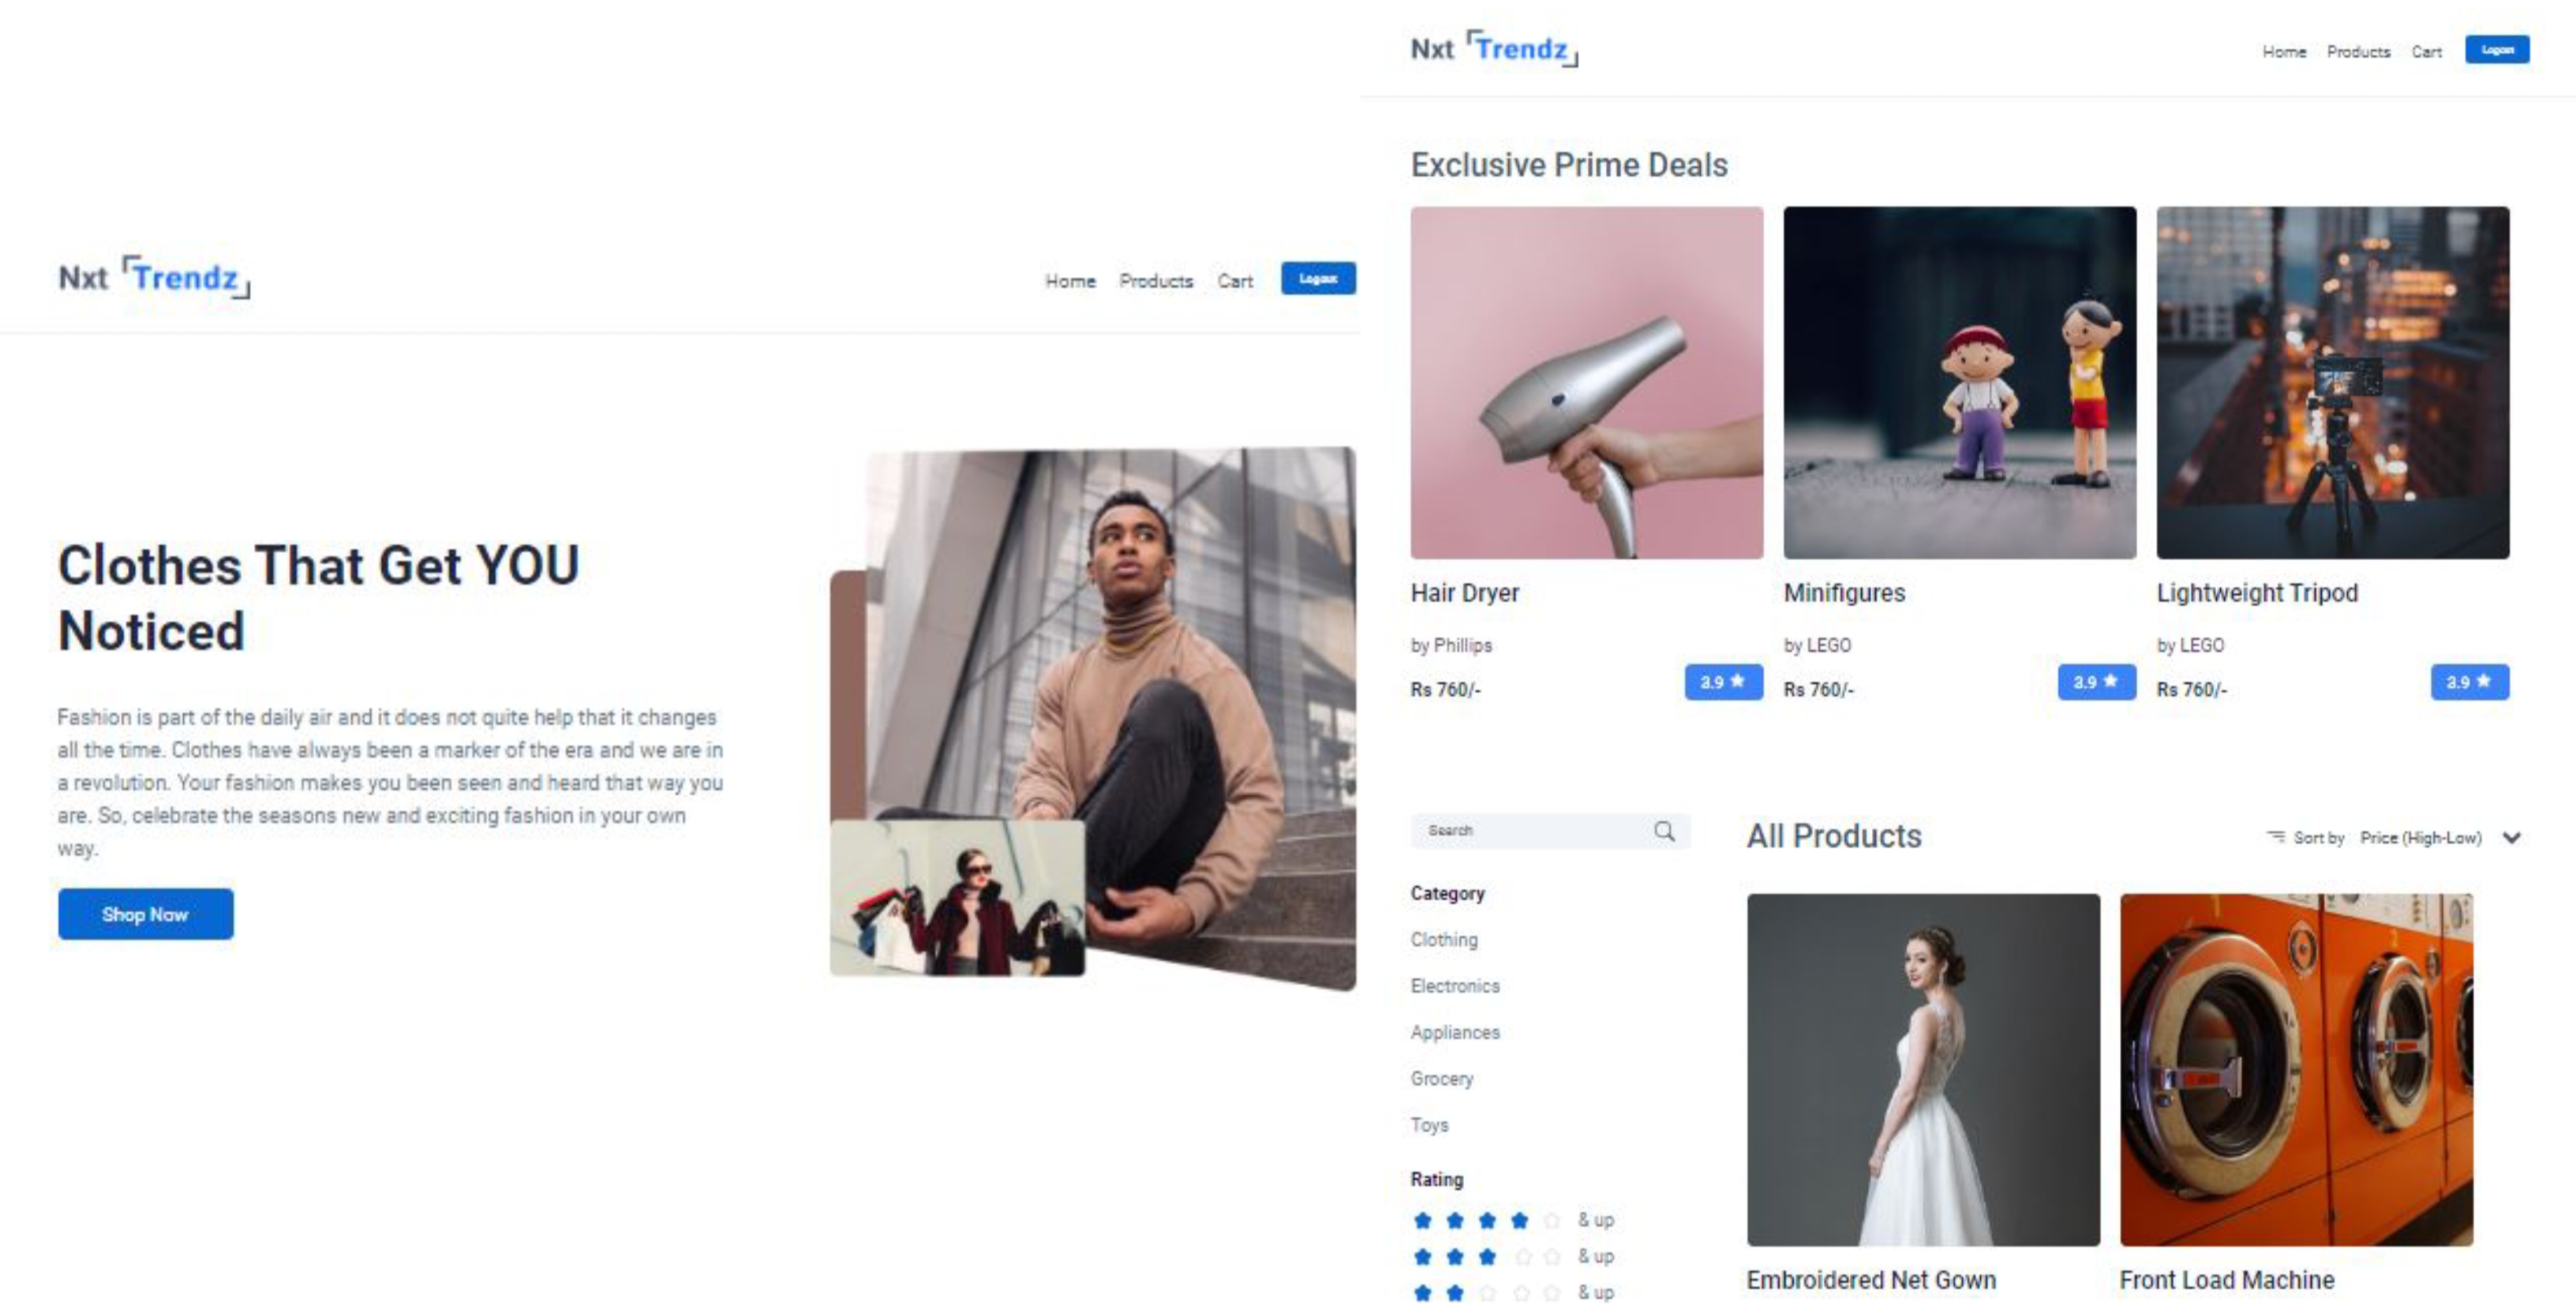 Nxt Trendz
Home Products Cart Logout
Clothes That Get YOU
Noticed
Fashion is part of the daily air and it does not quite help that it changes
all the time. Clothes have always been a marker of the era and we are in
a revolution. Your fashion makes you been seen and heard that way you
are. So, celebrate the seasons new and exciting fashion in your own
way.
Shop Now
Nxt Trendz
Home Products Cart Logout
Exclusive Prime Deals
Hair Dryer
by Phillips
Rs 760/-
3.9
Minifigures
by LEGO
Rs 760/-
3.9
Lightweight Tripod
by LEGO
Rs 760/-
3.9
Search
Category
Clothing
Electronics
Appliances
Grocery
Toys
Rating
& up
& up
& up
All Products
Sort by Price (High-Low)
Embroidered Net Gown
Front Load Machine